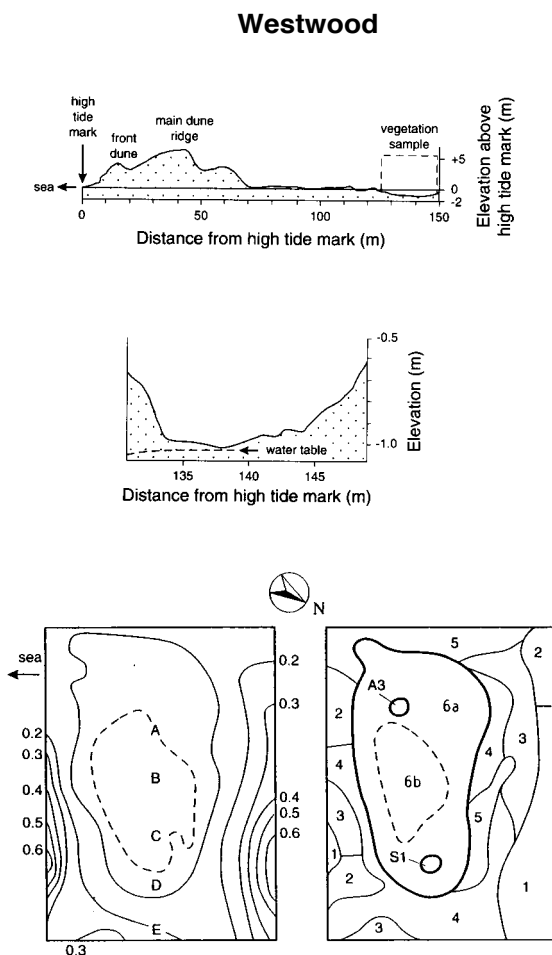 Westwood
high
tide
mark
front
dune
main dune
ridge
vegetation
sample
sea
+5
0
-2
Elevation above
high tide mark (m)
0
50
100
150
Distance from high tide mark (m)
-0.5
-1.0
Elevation (m)
water table
135
140
145
Distance from high tide mark (m)
N
sea
0.2
0.3
0.4
0.5
0.6
0.2
0.3
0.4
0.5
0.6
A
B
C
D
E
0.3
5
2
A3
6a
2
3
4
4
6b
3
5
1
S1
2
1
4
3
3